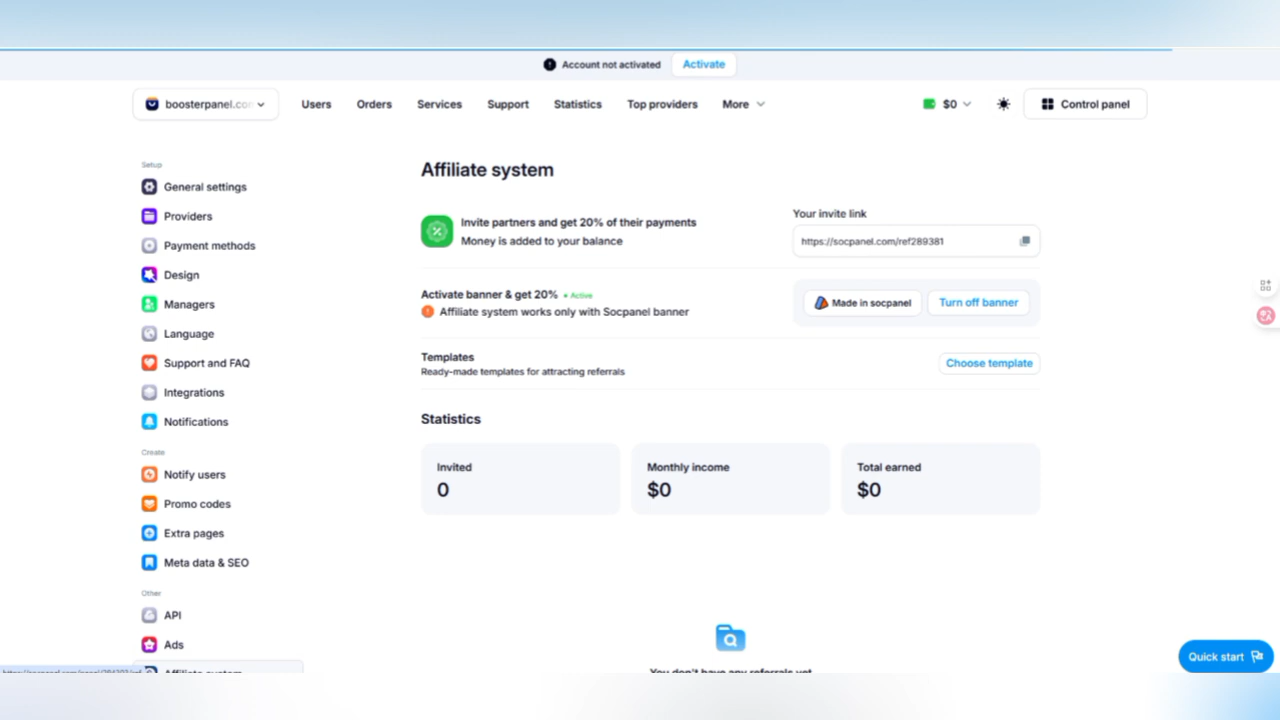 Account not activated Activate
boosterpanel.co Users Orders Services Support Statistics Top providers More $0 Control panel
Setup
General settings
Providers
Payment methods
Design
Managers
Language
Support and FAQ
Integrations
Notifications
Create
Notify users
Promo codes
Extra pages
Meta data & SEO
Other
API
Ads
Affiliate system
Affiliate system
Invite partners and get 20% of their payments
Money is added to your balance
Your invite link
https://socpanel.com/ref289381
Activate banner & get 20% + Active
Affiliate system works only with Socpanel banner
Made in socpanel Turn off banner
Templates
Ready-made templates for attracting referrals
Choose template
Statistics
Invited
0
Monthly income
$0
Total earned
$0
You don't have any referrals yet
Quick start